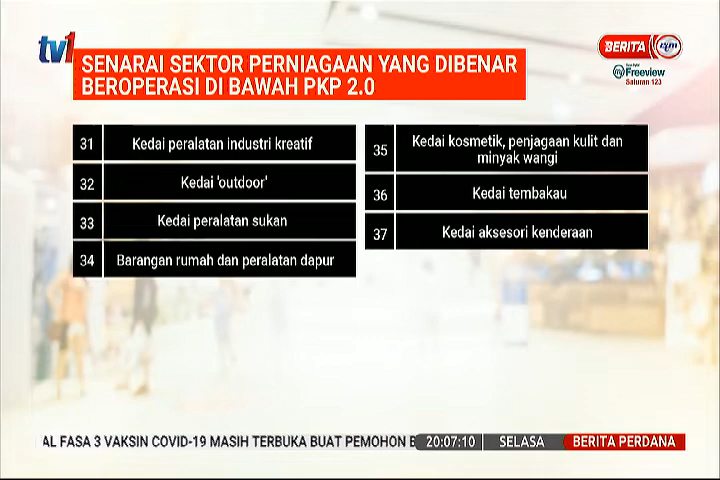 tv1
BERITA rtm
myFreeview
Saluran 123
SENARAI SEKTOR PERNIAGAAN YANG DIBENAR
BEROPERASI DI BAWAH PKP 2.0
31 Kedai peralatan industri kreatif
32 Kedai 'outdoor'
33 Kedai peralatan sukan
34 Barangan rumah dan peralatan dapur
35 Kedai kosmetik, penjagaan kulit dan
minyak wangi
36 Kedai tembakau
37 Kedai aksesori kenderaan
AL FASA 3 VAKSIN COVID-19 MASIH TERBUKA BUAT PEMOHON
20:07:10 SELASA BERITA PERDANA